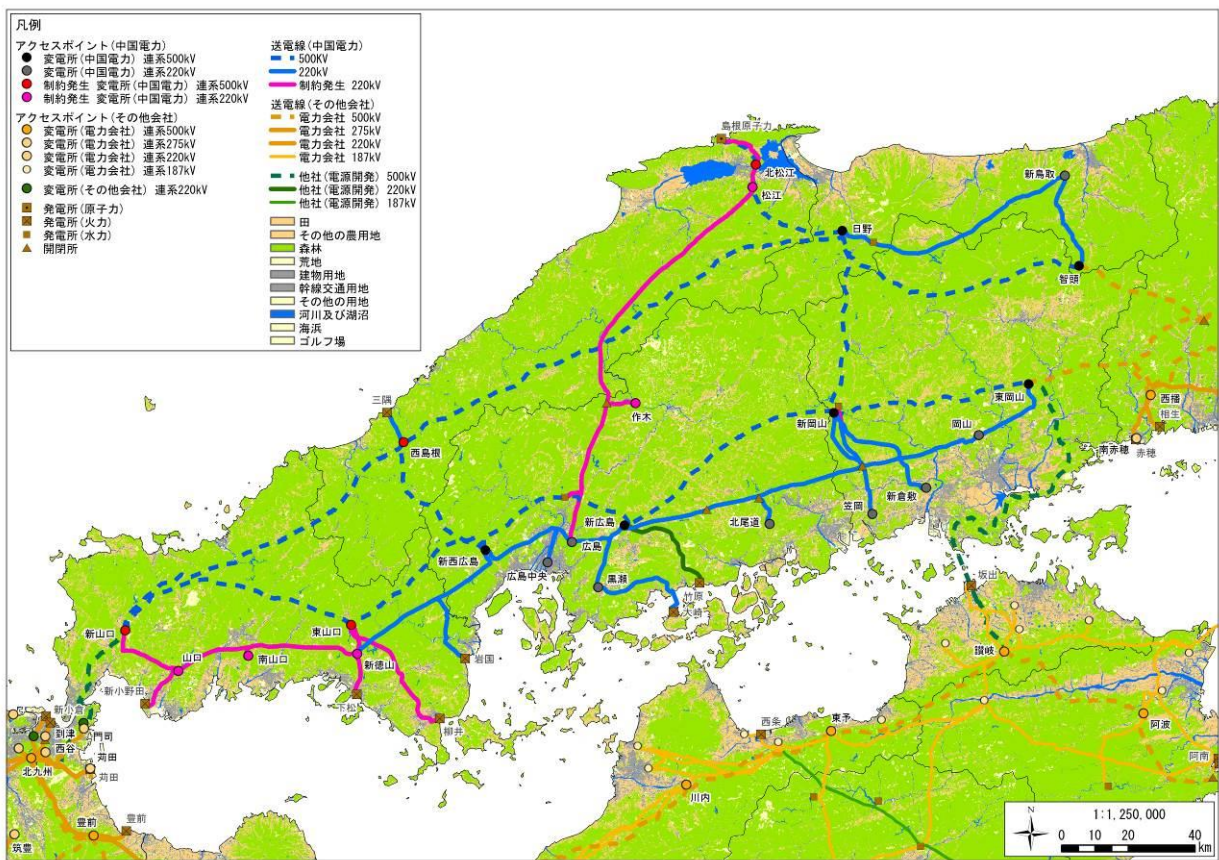 凡例
アクセスポイント(中国電力)
変電所(中国電力) 連系500kV
変電所(中国電力) 連系220kV
制約発生 変電所(中国電力) 連系500kV
制約発生 変電所(中国電力) 連系220kV
アクセスポイント(その他会社)
変電所(電力会社) 連系500kV
変電所(電力会社) 連系275kV
変電所(電力会社) 連系220kV
変電所(電力会社) 連系187kV
変電所(その他会社) 連系220kV
発電所(原子力)
発電所(火力)
発電所(水力)
開閉所
送電線(中国電力)
500KV
220kV
制約発生 220kV
送電線(その他会社)
電力会社 500kV
電力会社 275kV
電力会社 220kV
電力会社 187kV
他社(電源開発) 500kV
他社(電源開発) 220kV
他社(電源開発) 187kV
田
その他の農用地
森林
荒地
建物用地
幹線交通用地
その他の用地
河川及び湖沼
海浜
ゴルフ場
島根原子力
北松江
松江
新鳥取
日野
智頭
三隅
作木
東岡山
西播
相生
新岡山
岡山
南赤穂
赤穂
西島根
新倉敷
笠岡
北尾道
新広島
広島
新西広島
広島中央
黒瀬
竹原
大崎
坂出
新山口
東山口
讃岐
山口
南山口
新徳山
岩国
新小野田
下松
柳井
新小倉
到津
門司
西谷
苅田
北九州
苅田
西条
東予
阿波
阿南
川内
豊前
豊前
筑豊
N
1:1,250,000
0 10 20 40
km